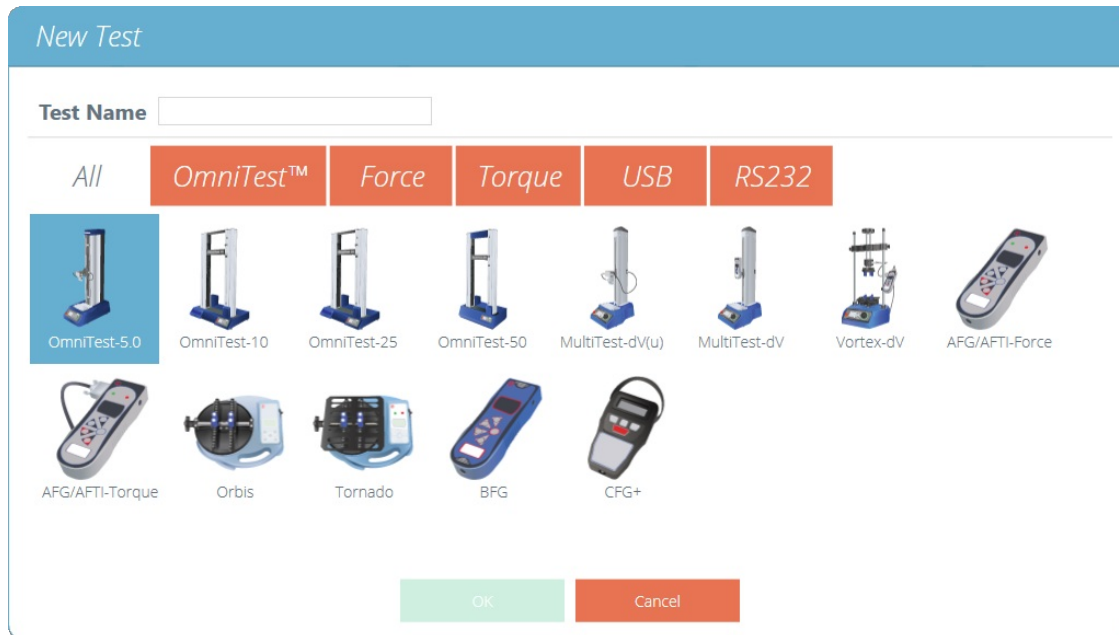 New Test
Test Name
All OmniTest™ Force Torque USB RS232
OmniTest-5.0 OmniTest-10 OmniTest-25 OmniTest-50 MultiTest-dV(u) MultiTest-dV Vortex-dV AFG/AFTI-Force
AFG/AFTI-Torque Orbis Tornado BFG CFG+
OK Cancel